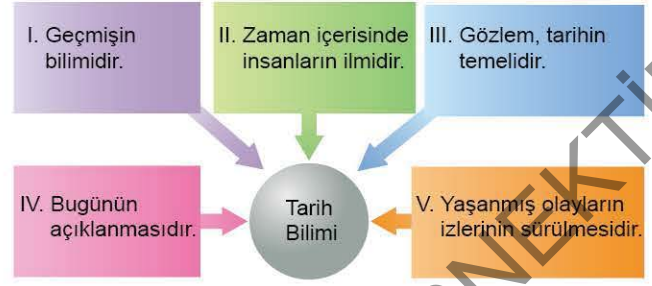 I. Geçmişin
bilimidir.
II. Zaman içerisinde
insanların ilmidir.
III. Gözlem, tarihin
temelidir.
IV. Bugünün
açıklanmasıdır.
Tarih
Bilimi
V. Yaşanmış olayların
izlerinin sürülmesidir.